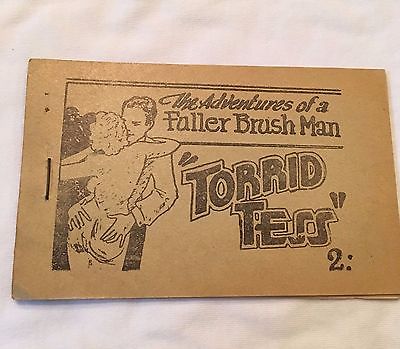 The Adventures of a
Fuller Brush Man
"TORRID
TESS"
2: